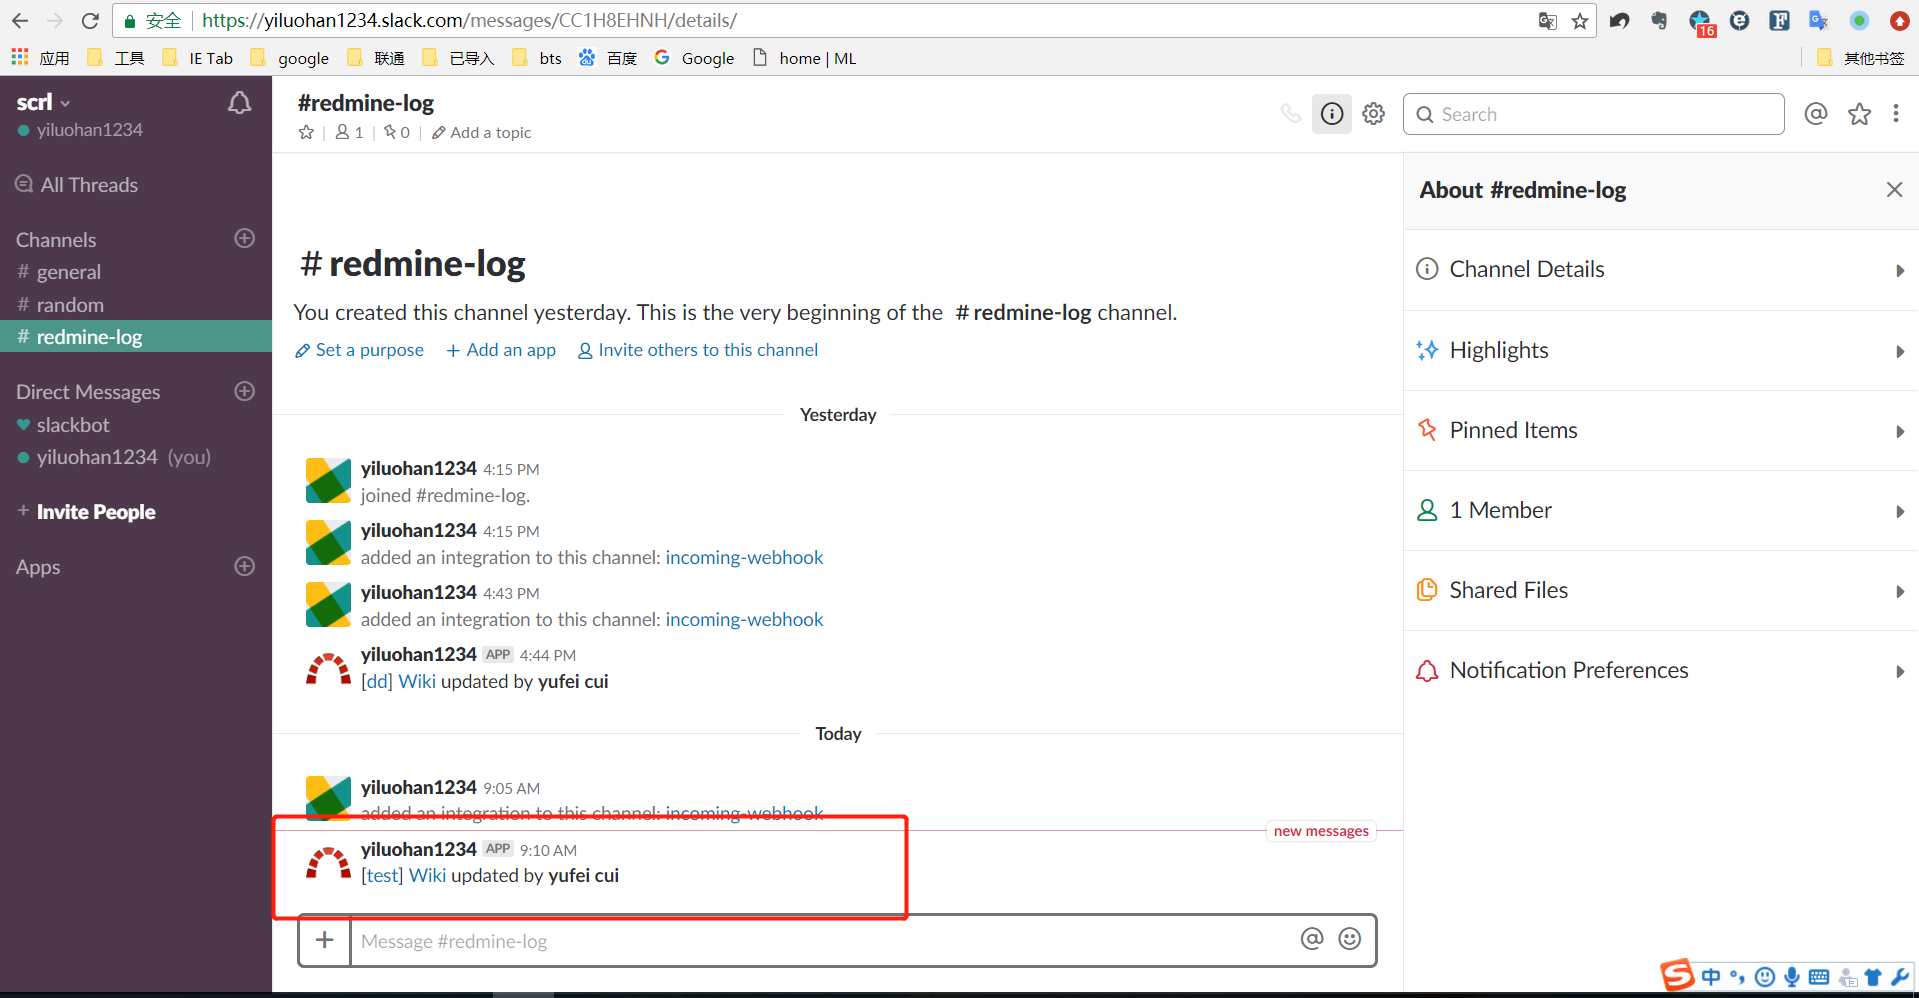 安全 https://yiluohan1234.slack.com/messages/CC1H8EHNH/details/
16
应用 工具 IE Tab google 联通 已导入 bts 百度 Google home | ML 其他书签
scrl
yiluohan1234
All Threads
Channels
# general
# random
# redmine-log
Direct Messages
slackbot
yiluohan1234 (you)
+ Invite People
Apps
#redmine-log
1 | 0 | Add a topic
Search
#redmine-log
You created this channel yesterday. This is the very beginning of the #redmine-log channel.
Set a purpose + Add an app Invite others to this channel
Yesterday
yiluohan1234 4:15 PM
joined #redmine-log.
yiluohan1234 4:15 PM
added an integration to this channel: incoming-webhook
yiluohan1234 4:43 PM
added an integration to this channel: incoming-webhook
yiluohan1234 APP 4:44 PM
[dd] Wiki updated by yufei cui
Today
yiluohan1234 9:05 AM
added an integration to this channel: incoming-webhook
new messages
yiluohan1234 APP 9:10 AM
[test] Wiki updated by yufei cui
Message #redmine-log
About #redmine-log
Channel Details
Highlights
Pinned Items
1 Member
Shared Files
Notification Preferences
中